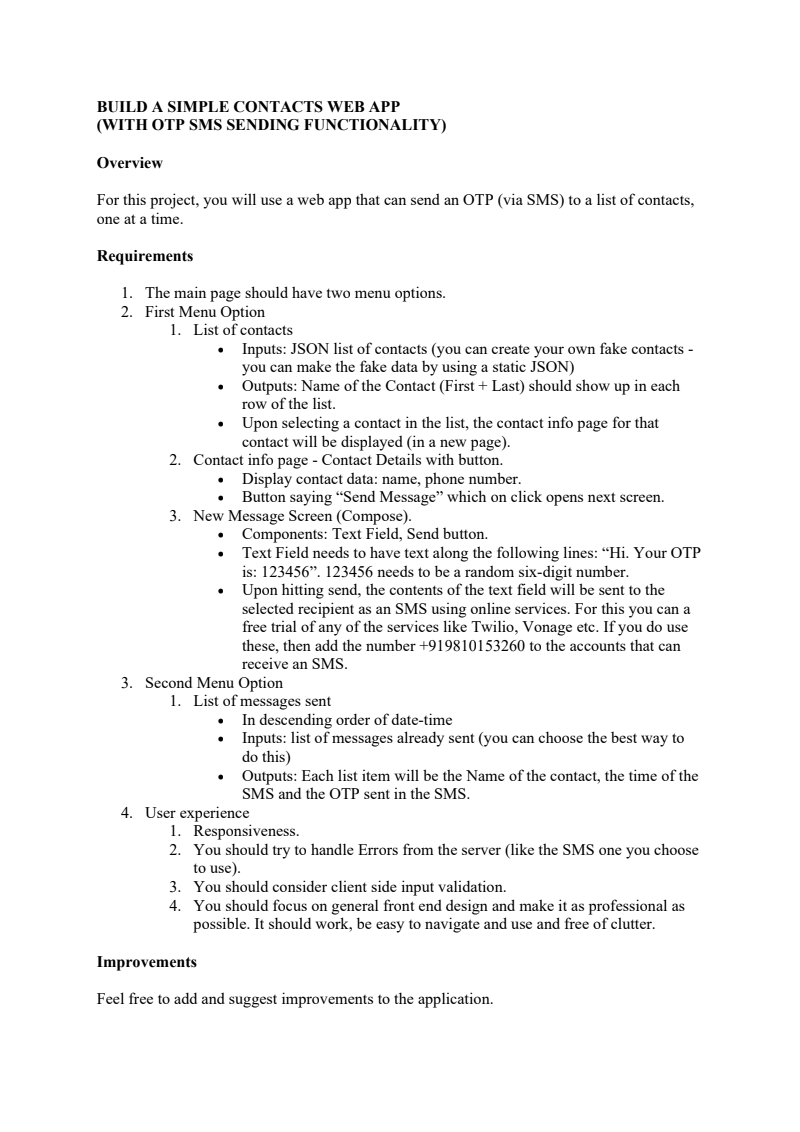 BUILD A SIMPLE CONTACTS WEB APP
(WITH OTP SMS SENDING FUNCTIONALITY)
Overview
For this project, you will use a web app that can send an OTP (via SMS) to a list of contacts,
one at a time.
Requirements
1. The main page should have two menu options.
2. First Menu Option
1. List of contacts
• Inputs: JSON list of contacts (you can create your own fake contacts -
you can make the fake data by using a static JSON)
• Outputs: Name of the Contact (First + Last) should show up in each
row of the list.
• Upon selecting a contact in the list, the contact info page for that
contact will be displayed (in a new page).
2. Contact info page - Contact Details with button.
• Display contact data: name, phone number.
• Button saying “Send Message” which on click opens next screen.
3. New Message Screen (Compose).
• Components: Text Field, Send button.
• Text Field needs to have text along the following lines: “Hi. Your OTP
is: 123456”. 123456 needs to be a random six-digit number.
• Upon hitting send, the contents of the text field will be sent to the
selected recipient as an SMS using online services. For this you can a
free trial of any of the services like Twilio, Vonage etc. If you do use
these, then add the number +919810153260 to the accounts that can
receive an SMS.
3. Second Menu Option
1. List of messages sent
• In descending order of date-time
• Inputs: list of messages already sent (you can choose the best way to
do this)
• Outputs: Each list item will be the Name of the contact, the time of the
SMS and the OTP sent in the SMS.
4. User experience
1. Responsiveness.
2. You should try to handle Errors from the server (like the SMS one you choose
to use).
3. You should consider client side input validation.
4. You should focus on general front end design and make it as professional as
possible. It should work, be easy to navigate and use and free of clutter.
Improvements
Feel free to add and suggest improvements to the application.